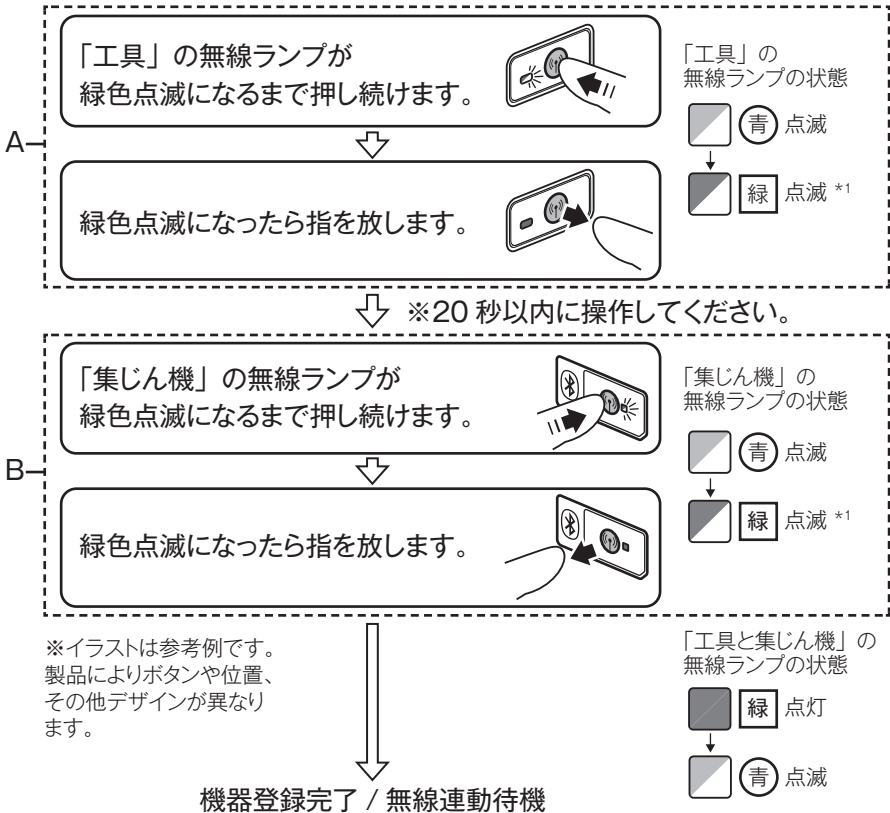 A
「工具」の無線ランプが
緑色点滅になるまで押し続けます。
緑色点滅になったら指を放します。
「工具」の
無線ランプの状態
青 点滅
緑 点滅 *1
※20 秒以内に操作してください。
B
「集じん機」の無線ランプが
緑色点滅になるまで押し続けます。
緑色点滅になったら指を放します。
「集じん機」の
無線ランプの状態
青 点滅
緑 点滅 *1
※イラストは参考例です。
製品によりボタンや位置、
その他デザインが異なり
ます。
「工具と集じん機」の
無線ランプの状態
緑 点灯
青 点滅
機器登録完了 / 無線連動待機